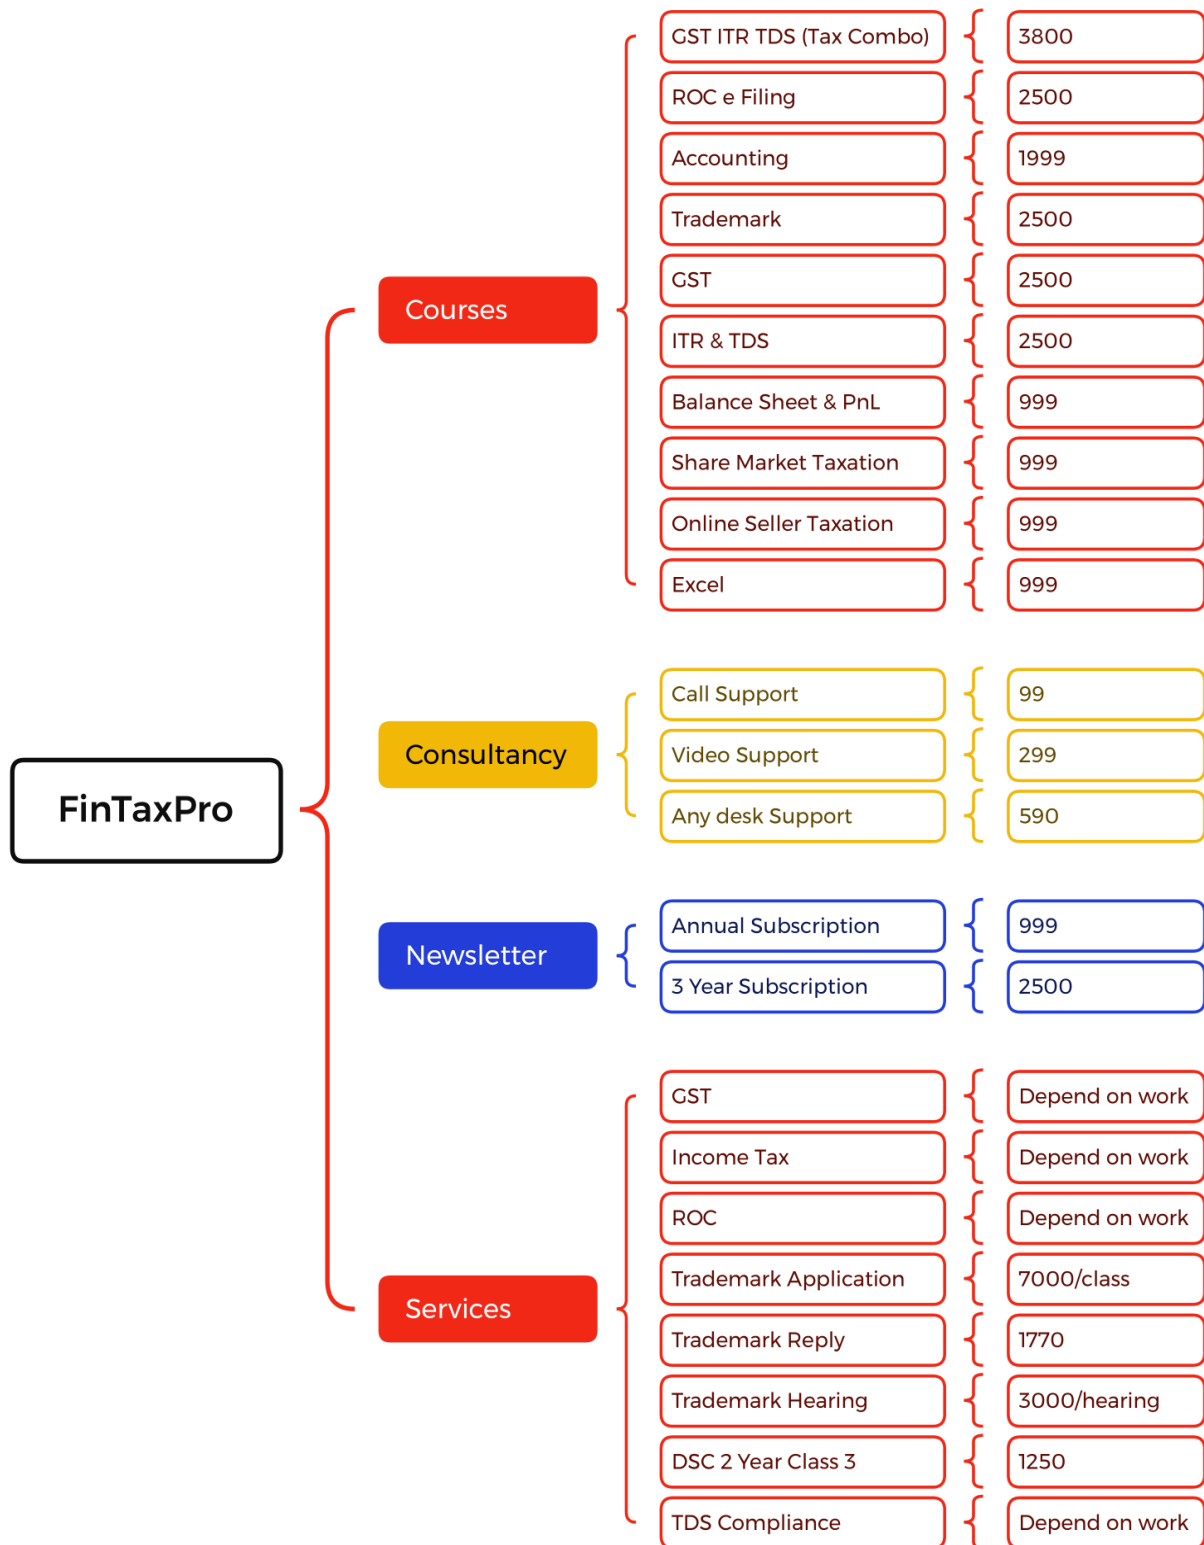 FinTaxPro
Courses
GST ITR TDS (Tax Combo) 3800
ROC e Filing 2500
Accounting 1999
Trademark 2500
GST 2500
ITR & TDS 2500
Balance Sheet & PnL 999
Share Market Taxation 999
Online Seller Taxation 999
Excel 999
Consultancy
Call Support 99
Video Support 299
Any desk Support 590
Newsletter
Annual Subscription 999
3 Year Subscription 2500
Services
GST Depend on work
Income Tax Depend on work
ROC Depend on work
Trademark Application 7000/class
Trademark Reply 1770
Trademark Hearing 3000/hearing
DSC 2 Year Class 3 1250
TDS Compliance Depend on work